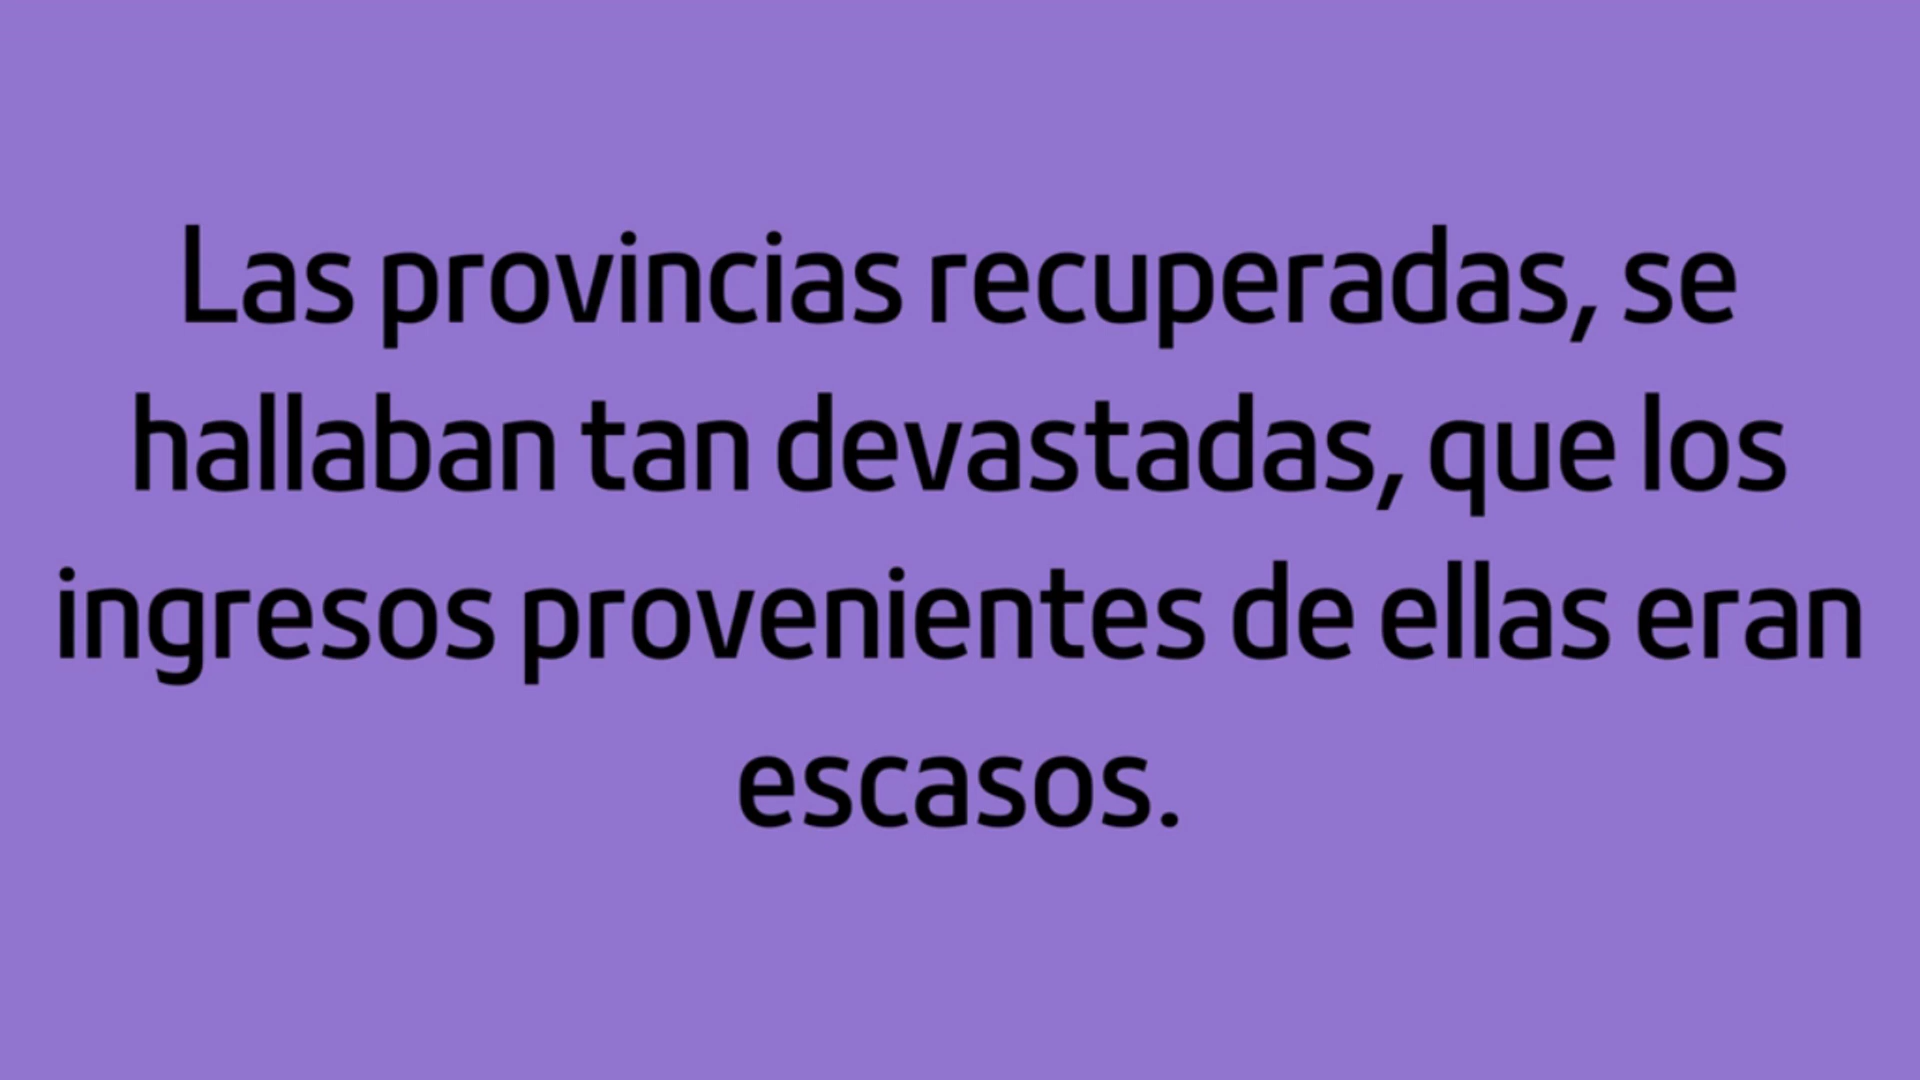 Las provincias recuperadas, se
hallaban tan devastadas, que los
ingresos provenientes de ellas eran
escasos.